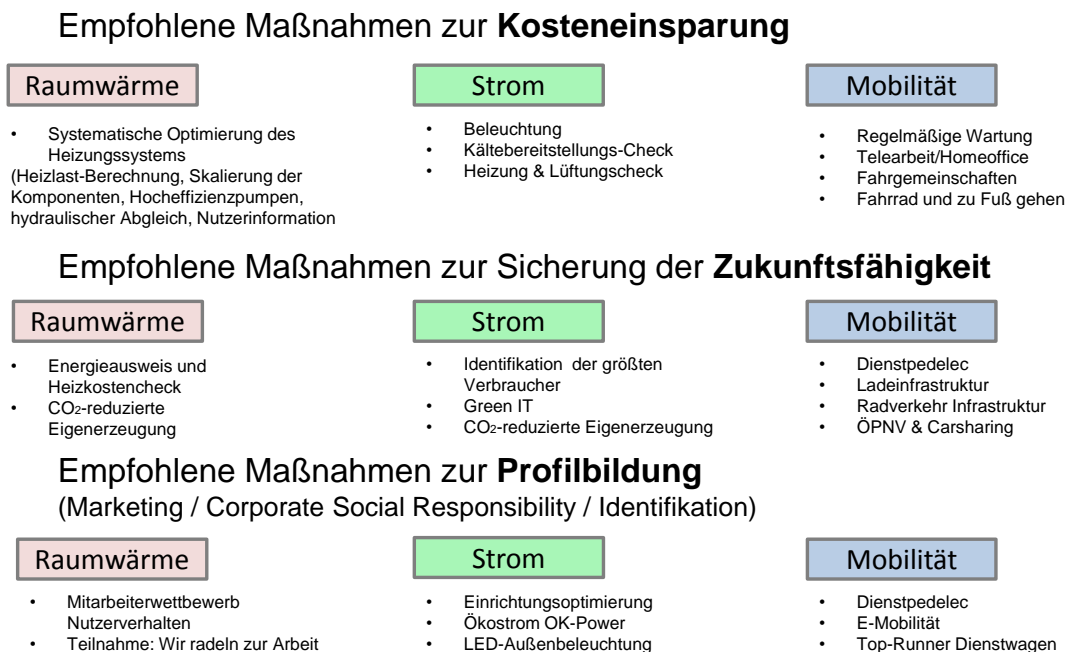 Empfohlene Maßnahmen zur Kosteneinsparung
Raumwärme
• Systematische Optimierung des
Heizungssystems
(Heizlast-Berechnung, Skalierung der
Komponenten, Hocheffizienzpumpen,
hydraulischer Abgleich, Nutzerinformation
Strom
• Beleuchtung
• Kältebereitstellungs-Check
• Heizung & Lüftungscheck
Mobilität
• Regelmäßige Wartung
• Telearbeit/Homeoffice
• Fahrgemeinschaften
• Fahrrad und zu Fuß gehen
Empfohlene Maßnahmen zur Sicherung der Zukunftsfähigkeit
Raumwärme
• Energieausweis und
Heizkostencheck
• CO2-reduzierte
Eigenerzeugung
Strom
• Identifikation der größten
Verbraucher
• Green IT
• CO2-reduzierte Eigenerzeugung
Mobilität
• Dienstpedelec
• Ladeinfrastruktur
• Radverkehr Infrastruktur
• ÖPNV & Carsharing
Empfohlene Maßnahmen zur Profilbildung
(Marketing / Corporate Social Responsibility / Identifikation)
Raumwärme
• Mitarbeiterwettbewerb
Nutzerverhalten
• Teilnahme: Wir radeln zur Arbeit
Strom
• Einrichtungsoptimierung
• Ökostrom OK-Power
• LED-Außenbeleuchtung
Mobilität
• Dienstpedelec
• E-Mobilität
• Top-Runner Dienstwagen